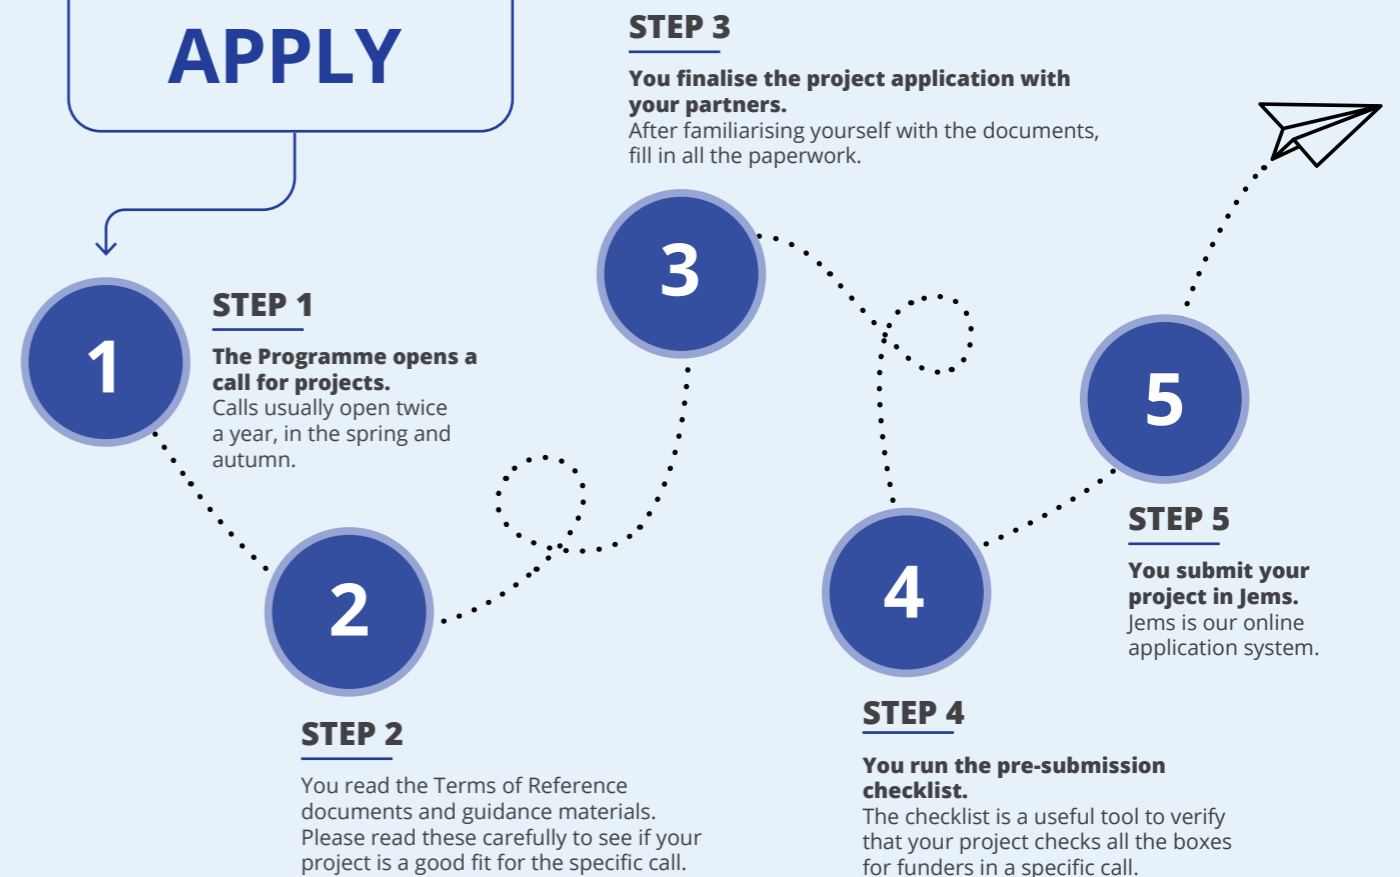 APPLY
1
STEP 1
The Programme opens a
call for projects.
Calls usually open twice
a year, in the spring and
autumn.
2
STEP 2
You read the Terms of Reference
documents and guidance materials.
Please read these carefully to see if your
project is a good fit for the specific call.
STEP 3
You finalise the project application with
your partners.
After familiarising yourself with the documents,
fill in all the paperwork.
3
4
STEP 4
You run the pre-submission
checklist.
The checklist is a useful tool to verify
that your project checks all the boxes
for funders in a specific call.
5
STEP 5
You submit your
project in Jems.
Jems is our online
application system.